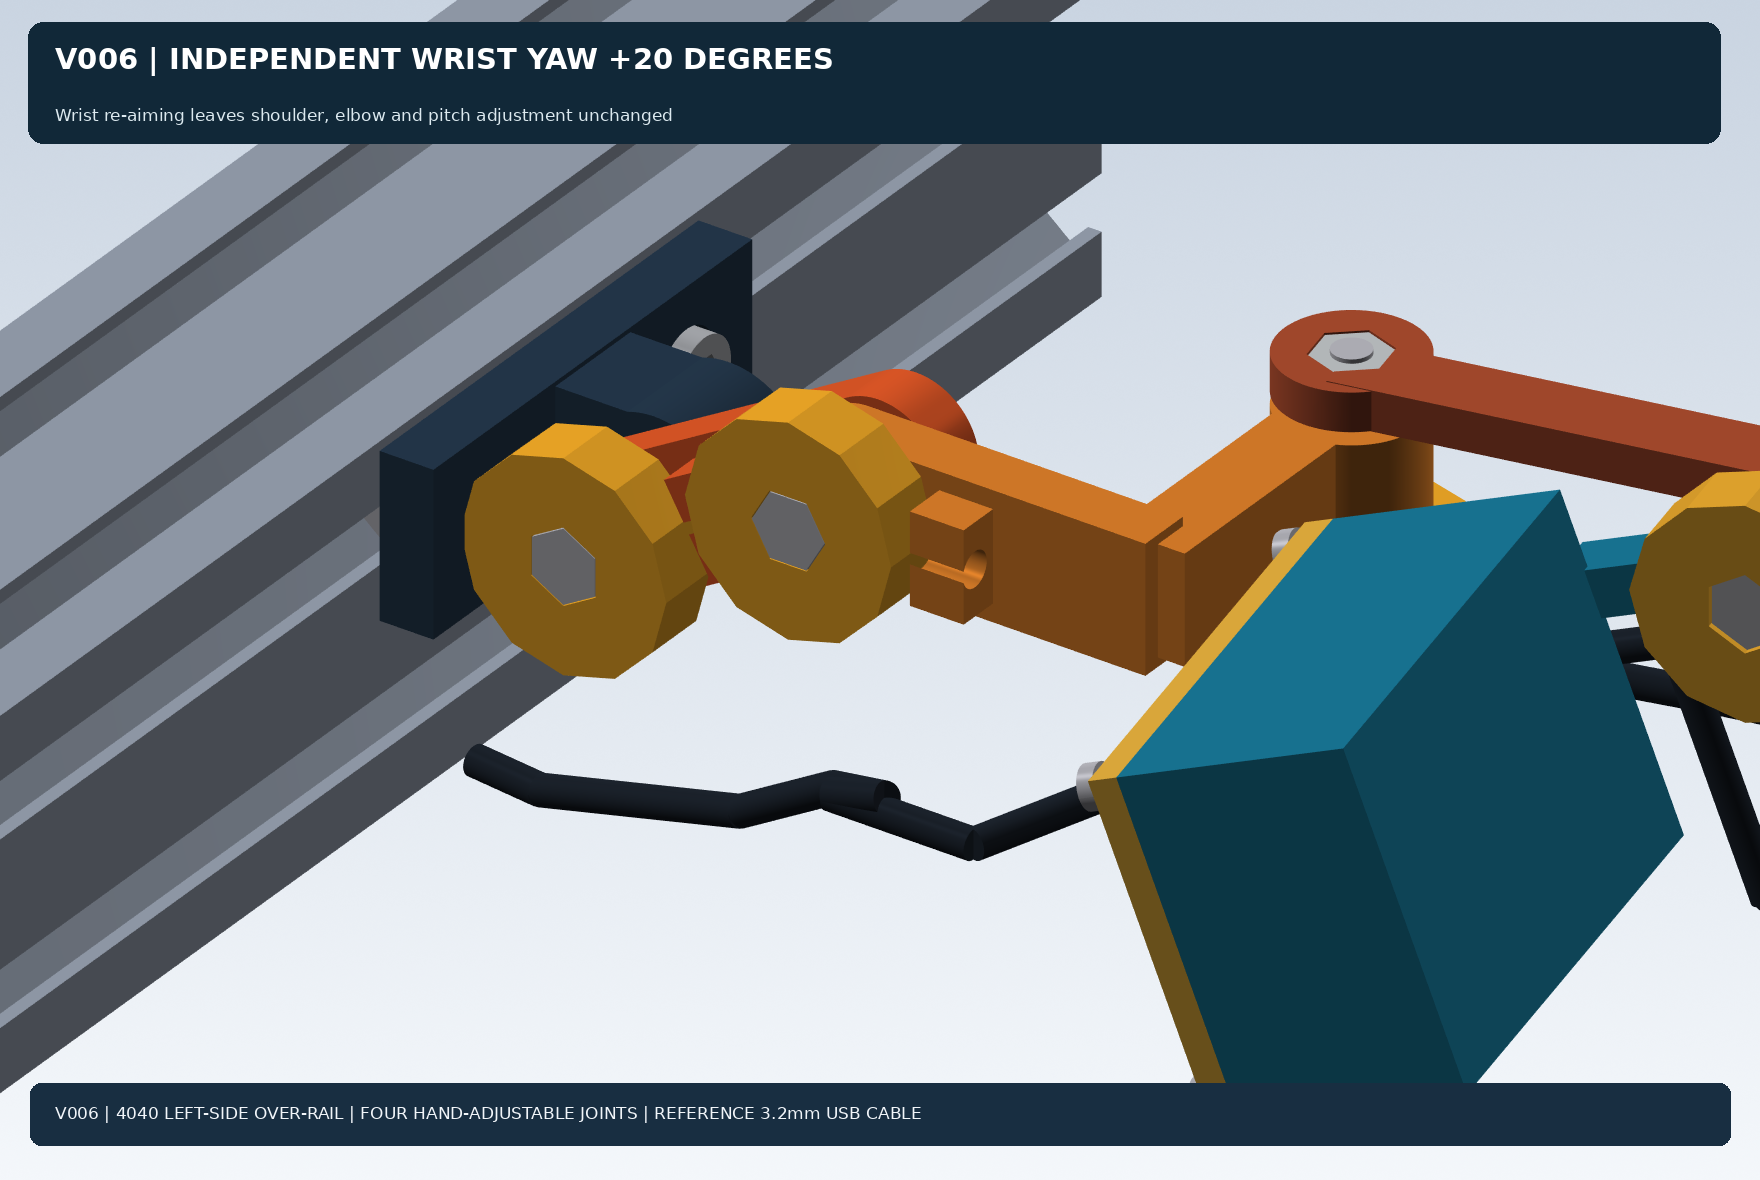 V006 | INDEPENDENT WRIST YAW +20 DEGREES
Wrist re-aiming leaves shoulder, elbow and pitch adjustment unchanged
V006 | 4040 LEFT-SIDE OVER-RAIL | FOUR HAND-ADJUSTABLE JOINTS | REFERENCE 3.2mm USB CABLE